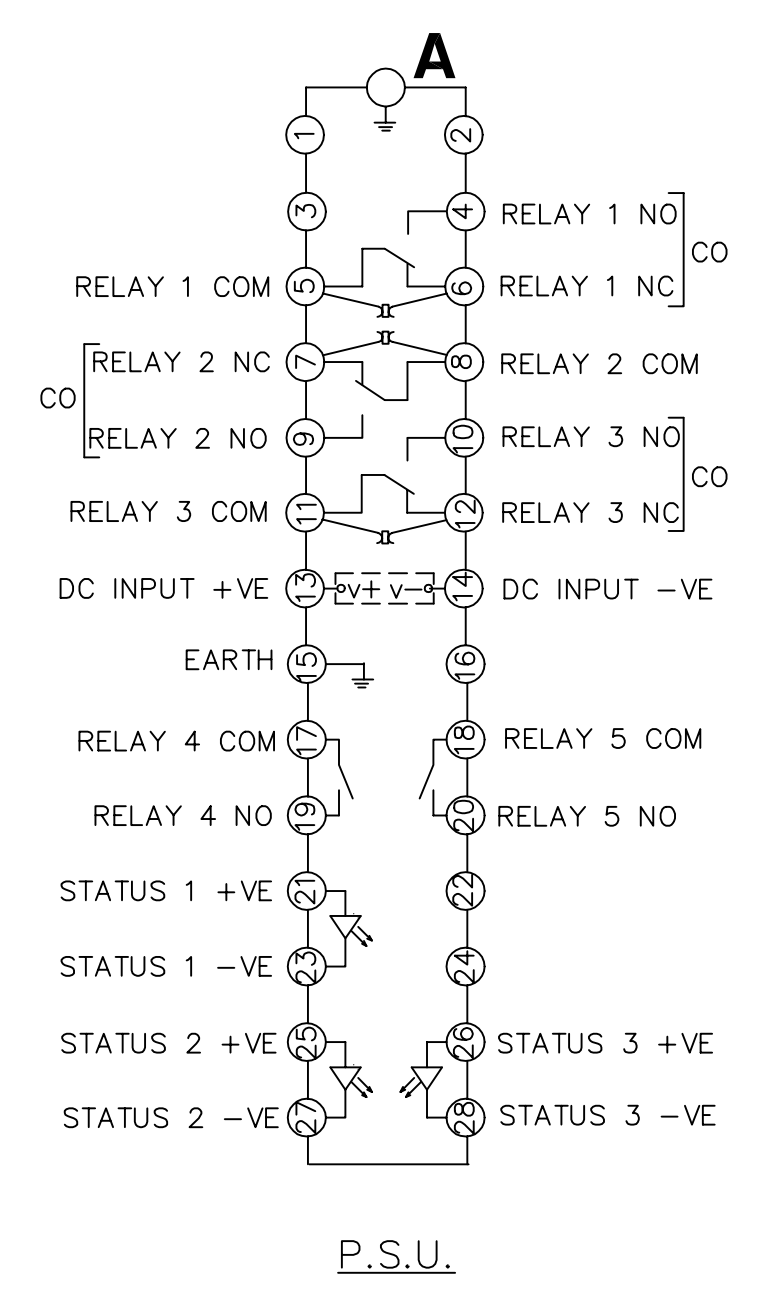 A
1 2
3 4 RELAY 1 NO
CO
RELAY 1 COM 5 6 RELAY 1 NC
RELAY 2 NC 7 8 RELAY 2 COM
CO
RELAY 2 NO 9 10 RELAY 3 NO
CO
RELAY 3 COM 11 12 RELAY 3 NC
DC INPUT +VE 13 V+ V− 14 DC INPUT −VE
EARTH 15 16
RELAY 4 COM 17 18 RELAY 5 COM
RELAY 4 NO 19 20 RELAY 5 NO
STATUS 1 +VE 21 22
STATUS 1 −VE 23 24
STATUS 2 +VE 25 26 STATUS 3 +VE
STATUS 2 −VE 27 28 STATUS 3 −VE
P.S.U.